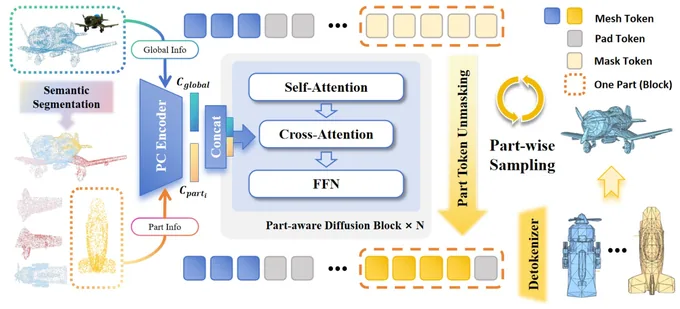 Global Info
Semantic
Segmentation
Part Info
PC Encoder
C_global
C_part_i
Concat
Self-Attention
Cross-Attention
FFN
Part-aware Diffusion Block × N
Part Token Unmasking
Mesh Token
Pad Token
Mask Token
One Part (Block)
Part-wise
Sampling
Detokenizer